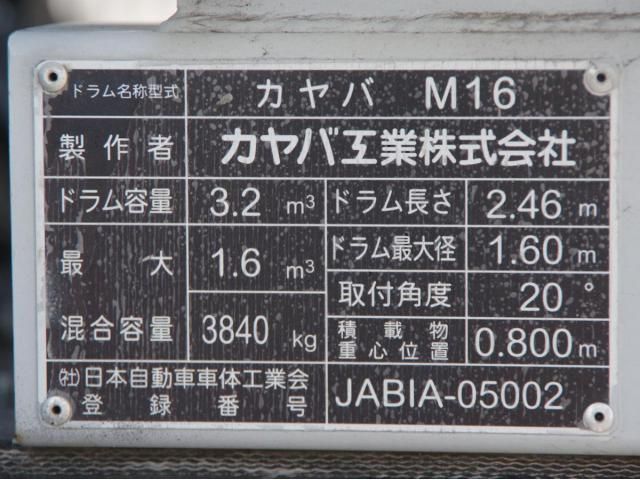 ドラム名称型式 カヤバ M16
製作者 カヤバ工業株式会社
ドラム容量 3.2 m³ ドラム長さ 2.46 m
最大 1.6 m³ ドラム最大径 1.60 m
取付角度 20°
混合容量 3840 kg 積載物
重心位置 0.800 m
(社)日本自動車車体工業会
登録番号 JABIA-05002